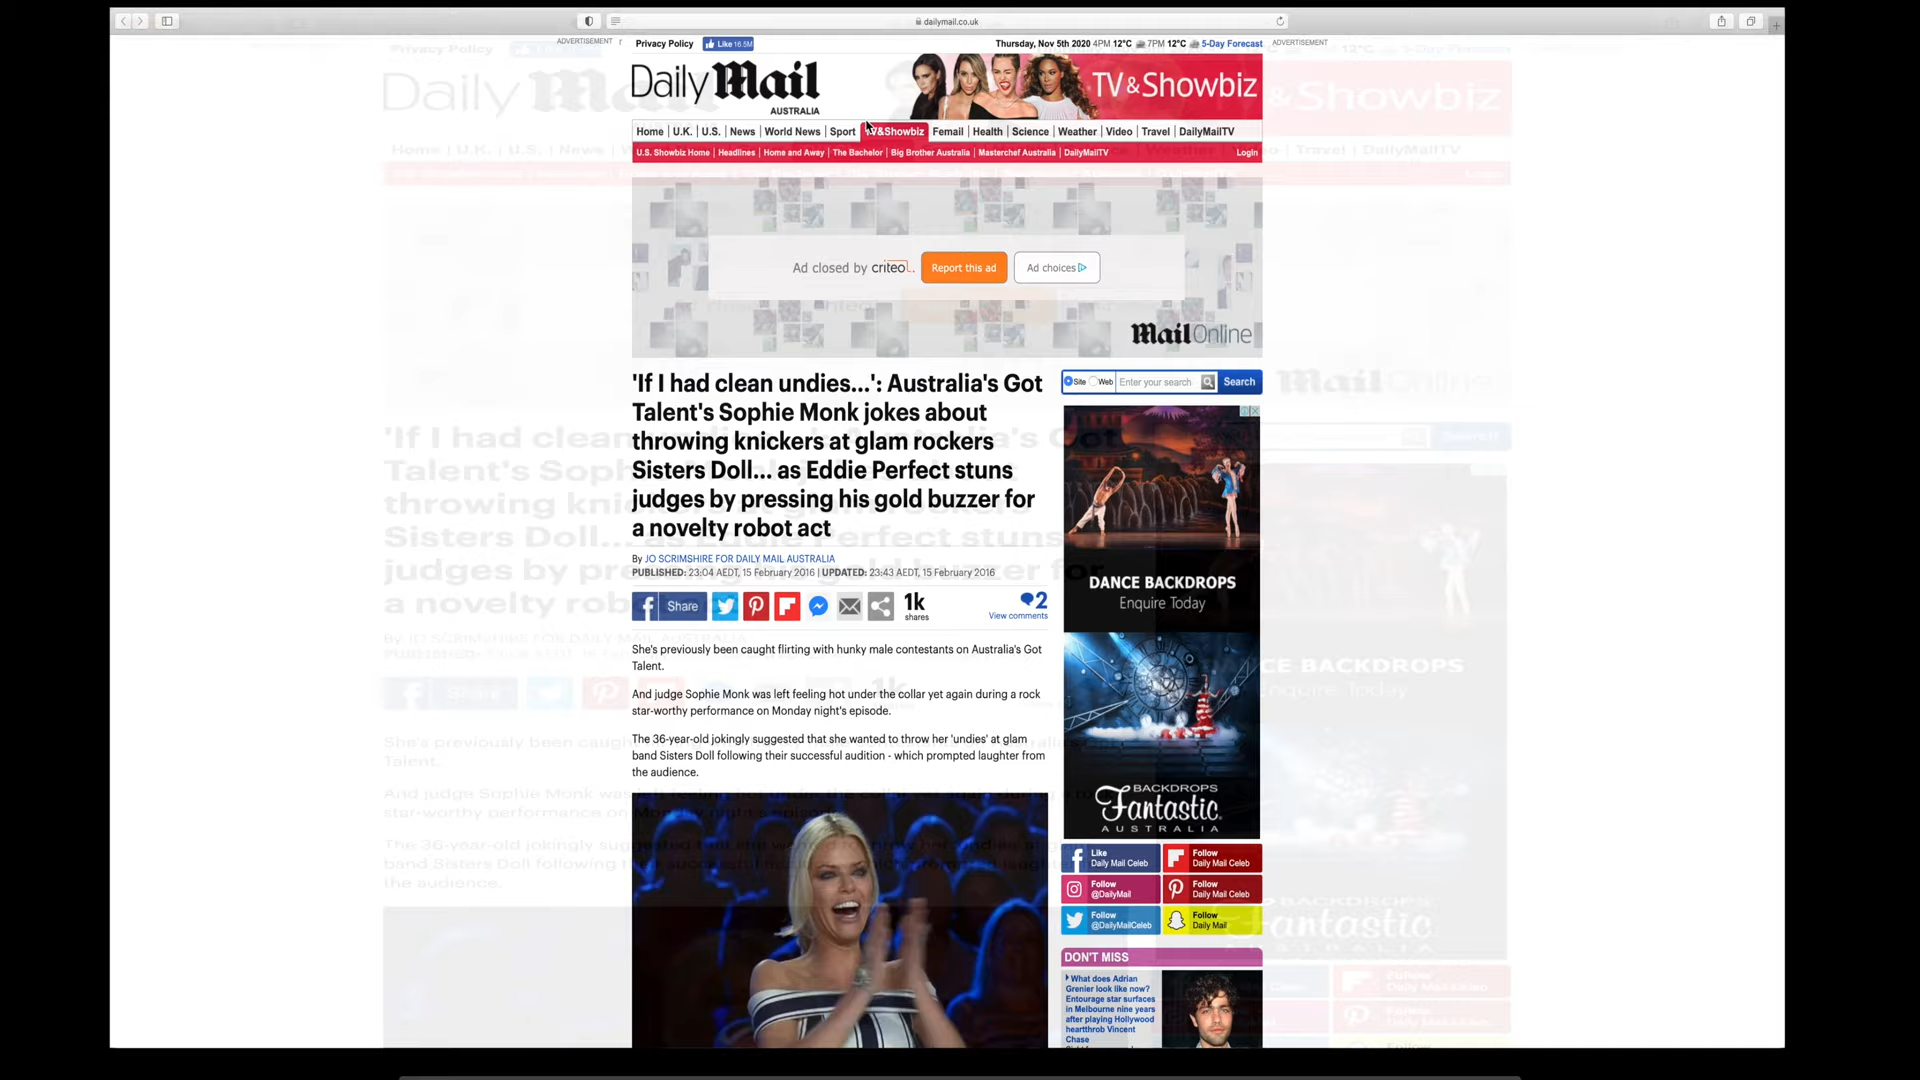 dailymail.co.uk
ADVERTISEMENT
Privacy Policy
Like 16.5M
Thursday, Nov 5th 2020 4PM 12°C 7PM 12°C 5-Day Forecast
ADVERTISEMENT
Daily Mail
AUSTRALIA
TV&Showbiz
Home | U.K. | U.S. | News | World News | Sport | TV&Showbiz | Femail | Health | Science | Weather | Video | Travel | DailyMailTV
U.S. Showbiz Home | Headlines | Home and Away | The Bachelor | Big Brother Australia | Masterchef Australia | DailyMailTV
Login
Ad closed by criteo
Report this ad
Ad choices
Mail Online
'If I had clean undies...': Australia's Got
Talent's Sophie Monk jokes about
throwing knickers at glam rockers
Sisters Doll... as Eddie Perfect stuns
judges by pressing his gold buzzer for
a novelty robot act
By JO SCRIMSHIRE FOR DAILY MAIL AUSTRALIA
PUBLISHED: 23:04 AEDT, 15 February 2016 | UPDATED: 23:43 AEDT, 15 February 2016
Share
1k
shares
2
View comments
She's previously been caught flirting with hunky male contestants on Australia's Got
Talent.
And judge Sophie Monk was left feeling hot under the collar yet again during a rock
star-worthy performance on Monday night's episode.
The 36-year-old jokingly suggested that she wanted to throw her 'undies' at glam
band Sisters Doll following their successful audition - which prompted laughter from
the audience.
Site Web Enter your search Search
DANCE BACKDROPS
Enquire Today
BACKDROPS
Fantastic
AUSTRALIA
Like
Daily Mail Celeb
Follow
Daily Mail Celeb
Follow
@DailyMail
Follow
Daily Mail Celeb
Follow
@DailyMailCeleb
Follow
Daily Mail
DON'T MISS
What does Adrian
Grenier look like now?
Entourage star surfaces
in Melbourne nine years
after playing Hollywood
heartthrob Vincent
Chase